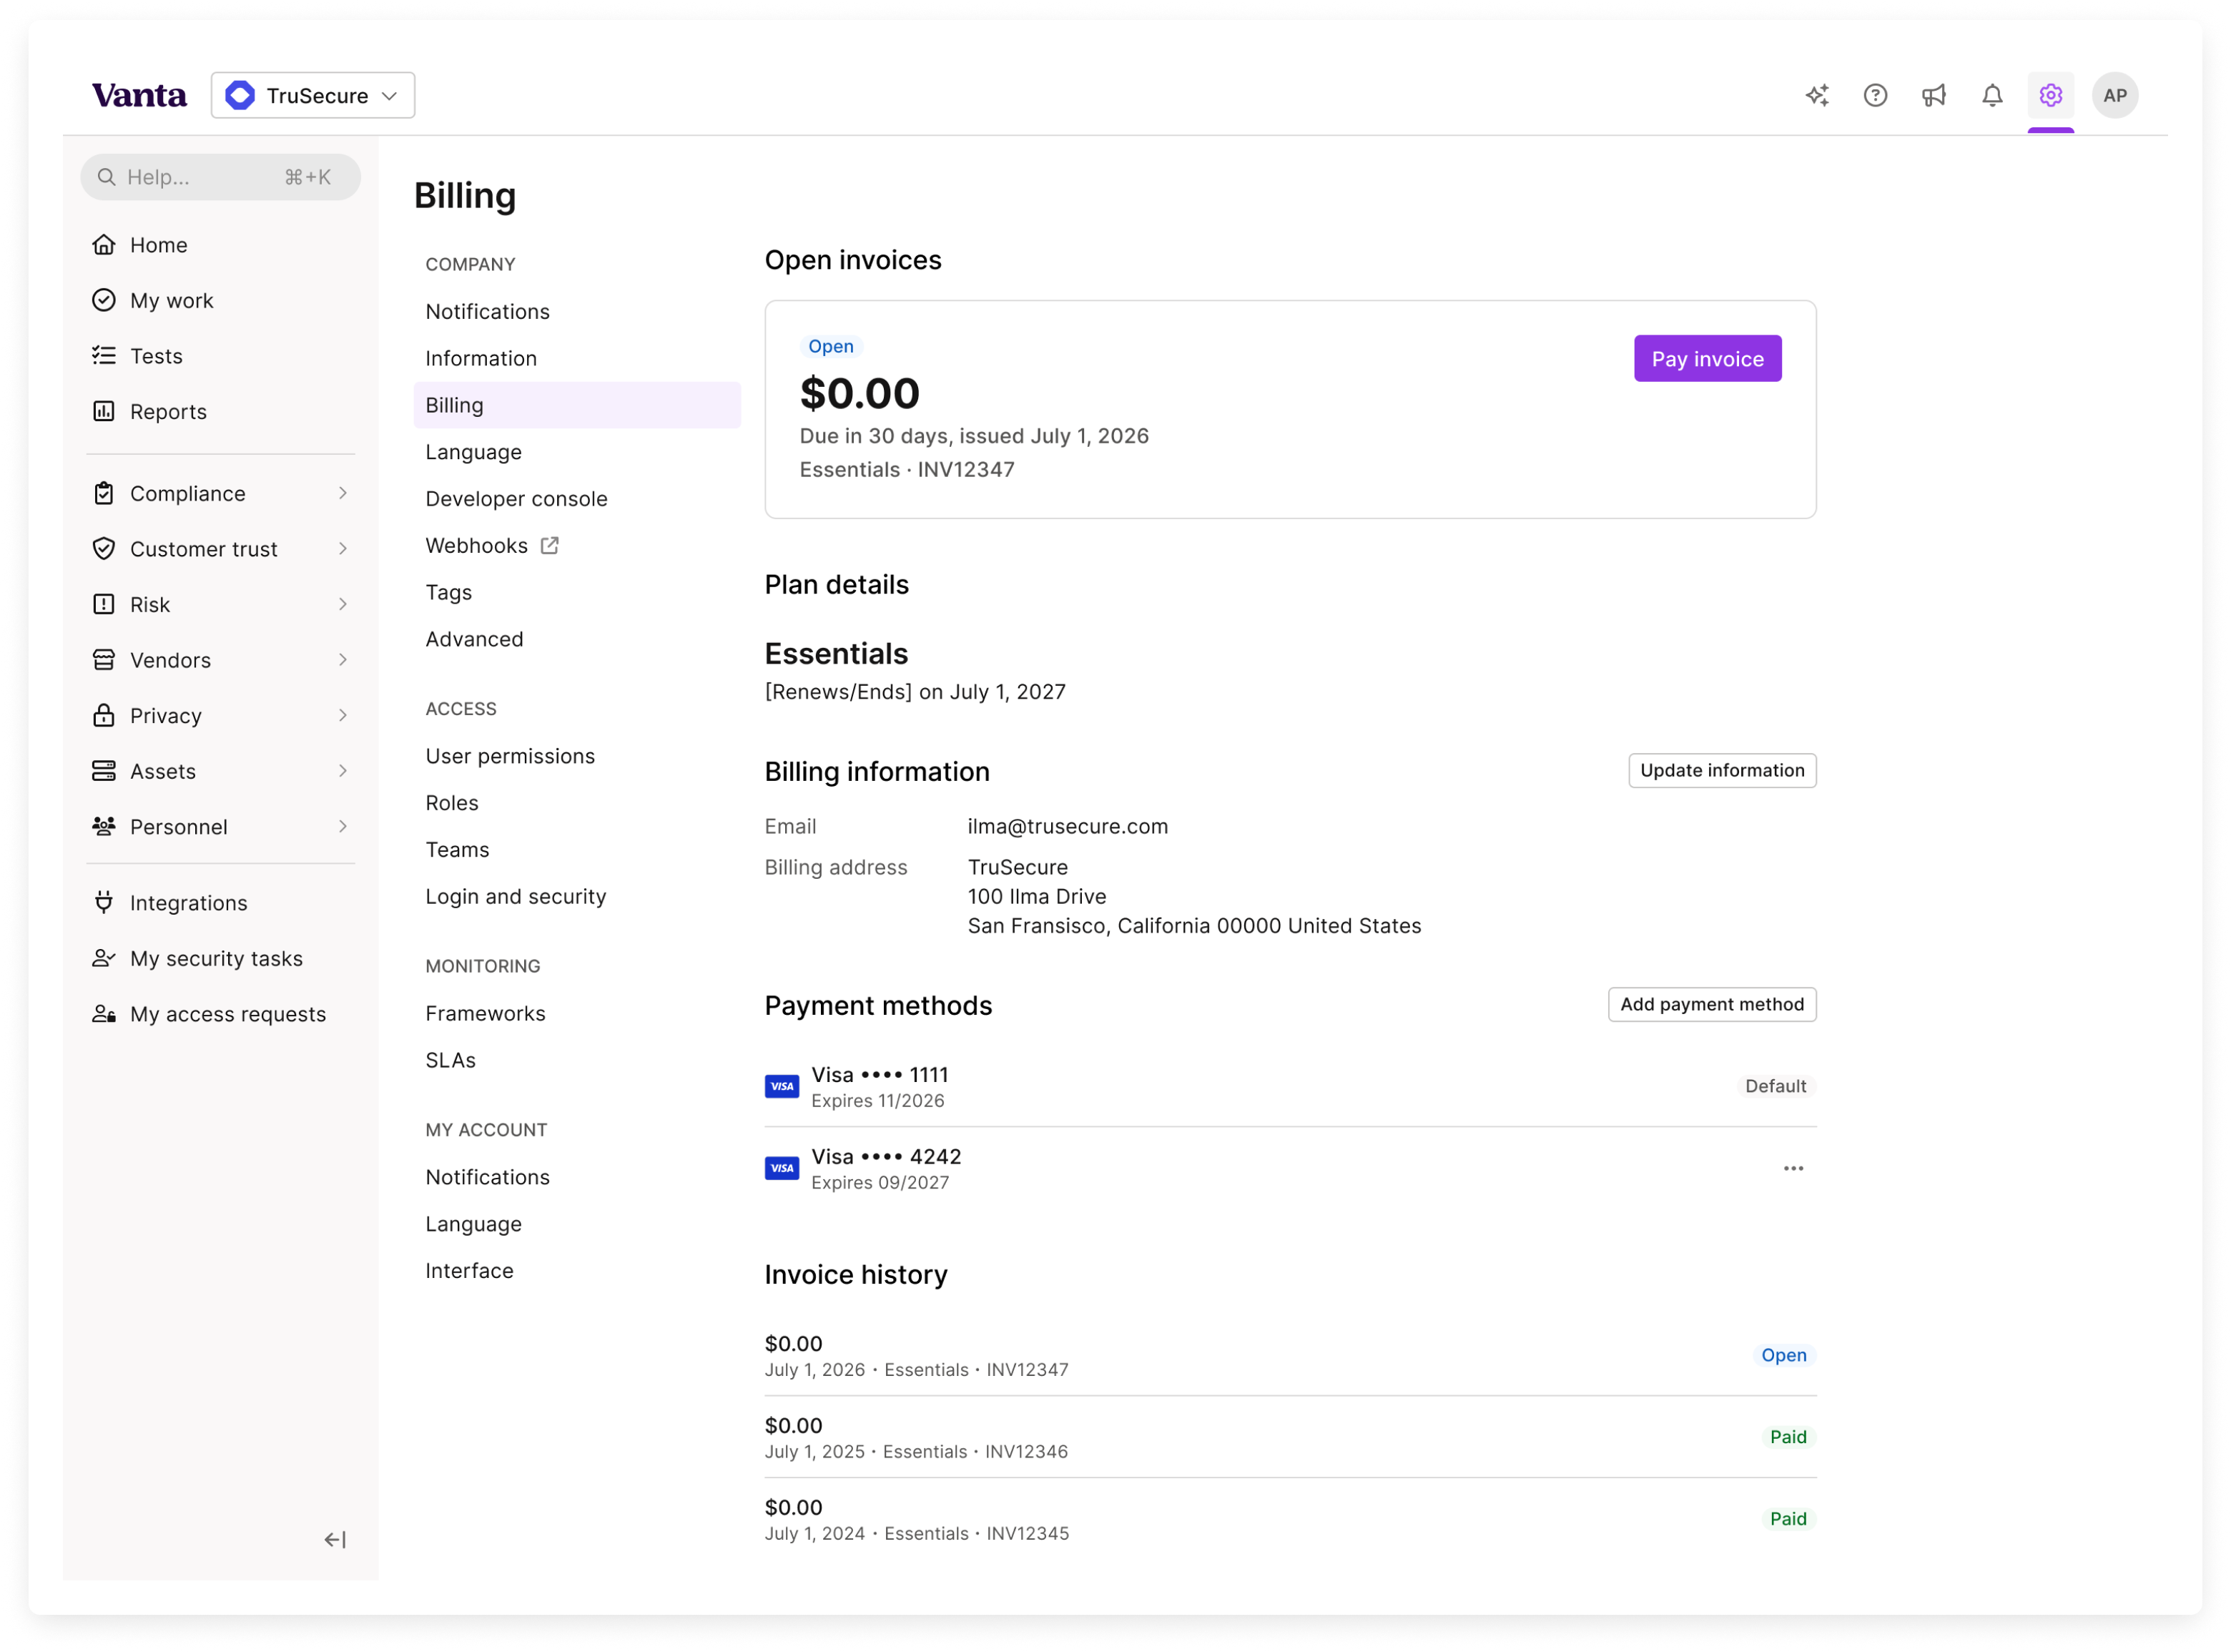 Vanta
TruSecure
AP
Help... ⌘+K
Home
My work
Tests
Reports
Compliance
Customer trust
Risk
Vendors
Privacy
Assets
Personnel
Integrations
My security tasks
My access requests
Billing
COMPANY
Notifications
Information
Billing
Language
Developer console
Webhooks
Tags
Advanced
ACCESS
User permissions
Roles
Teams
Login and security
MONITORING
Frameworks
SLAs
MY ACCOUNT
Notifications
Language
Interface
Open invoices
Open
$0.00
Due in 30 days, issued July 1, 2026
Essentials · INV12347
Pay invoice
Plan details
Essentials
[Renews/Ends] on July 1, 2027
Billing information
Update information
Email ilma@trusecure.com
Billing address TruSecure
100 Ilma Drive
San Fransisco, California 00000 United States
Payment methods
Add payment method
VISA
Visa •••• 1111
Expires 11/2026
Default
VISA
Visa •••• 4242
Expires 09/2027
Invoice history
$0.00
July 1, 2026 · Essentials · INV12347
Open
$0.00
July 1, 2025 · Essentials · INV12346
Paid
$0.00
July 1, 2024 · Essentials · INV12345
Paid